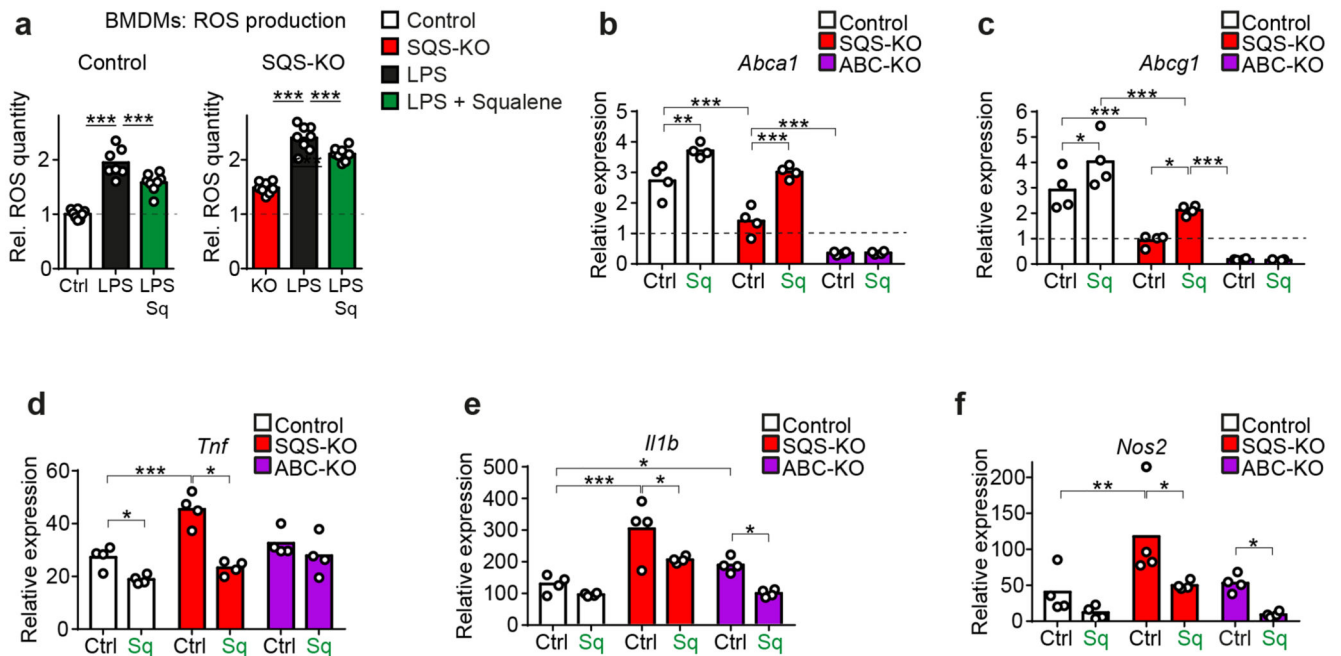 a
BMDMs: ROS production
Control
SQS-KO
LPS
LPS + Squalene
Control
Rel. ROS quantity
2
1
0
***
***
Ctrl
LPS
LPS
Sq
SQS-KO
Rel. ROS quantity
2
1
0
***
***
***
KO
LPS
LPS
Sq
b
Abca1
Control
SQS-KO
ABC-KO
Relative expression
5
4
3
2
1
0
***
**
***
***
Ctrl
Sq
Ctrl
Sq
Ctrl
Sq
c
Abcg1
Control
SQS-KO
ABC-KO
Relative expression
6
5
4
3
2
1
0
***
***
*
*
***
Ctrl
Sq
Ctrl
Sq
Ctrl
Sq
d
Tnf
Control
SQS-KO
ABC-KO
Relative expression
60
40
20
0
***
*
*
Ctrl
Sq
Ctrl
Sq
Ctrl
Sq
e
Il1b
Control
SQS-KO
ABC-KO
Relative expression
500
400
300
200
100
0
*
***
*
*
Ctrl
Sq
Ctrl
Sq
Ctrl
Sq
f
Nos2
Control
SQS-KO
ABC-KO
Relative expression
200
150
100
50
0
**
*
*
Ctrl
Sq
Ctrl
Sq
Ctrl
Sq